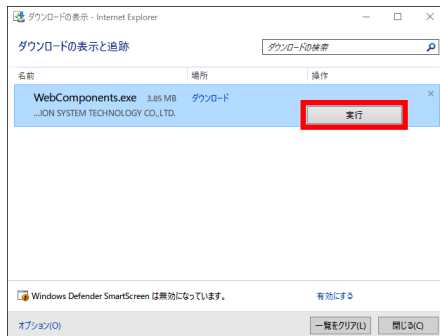 ダウンロードの表示 - Internet Explorer
ダウンロードの表示と追跡
ダウンロードの検索
名前 場所 操作
WebComponents.exe 3.85 MB ダウンロード
...ION SYSTEM TECHNOLOGY CO.,LTD.
実行
Windows Defender SmartScreen は無効になっています。 有効にする
オプション(O) 一覧をクリア(L) 閉じる(C)